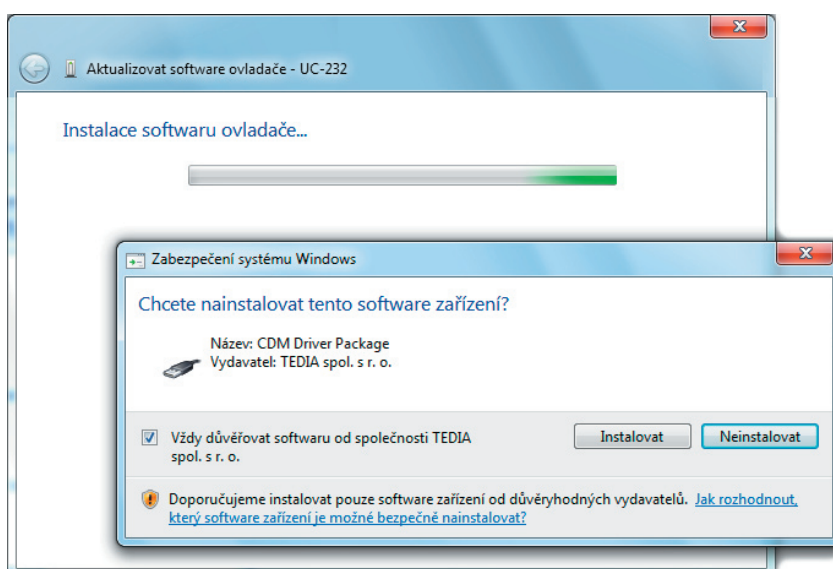 Aktualizovat software ovladače - UC-232
Instalace softwaru ovladače...
Zabezpečení systému Windows
Chcete nainstalovat tento software zařízení?
Název: CDM Driver Package
Vydavatel: TEDIA spol. s r. o.
Vždy důvěřovat softwaru od společnosti TEDIA
spol. s r. o.
Instalovat
Neinstalovat
Doporučujeme instalovat pouze software zařízení od důvěryhodných vydavatelů. Jak rozhodnout,
který software zařízení je možné bezpečně nainstalovat?